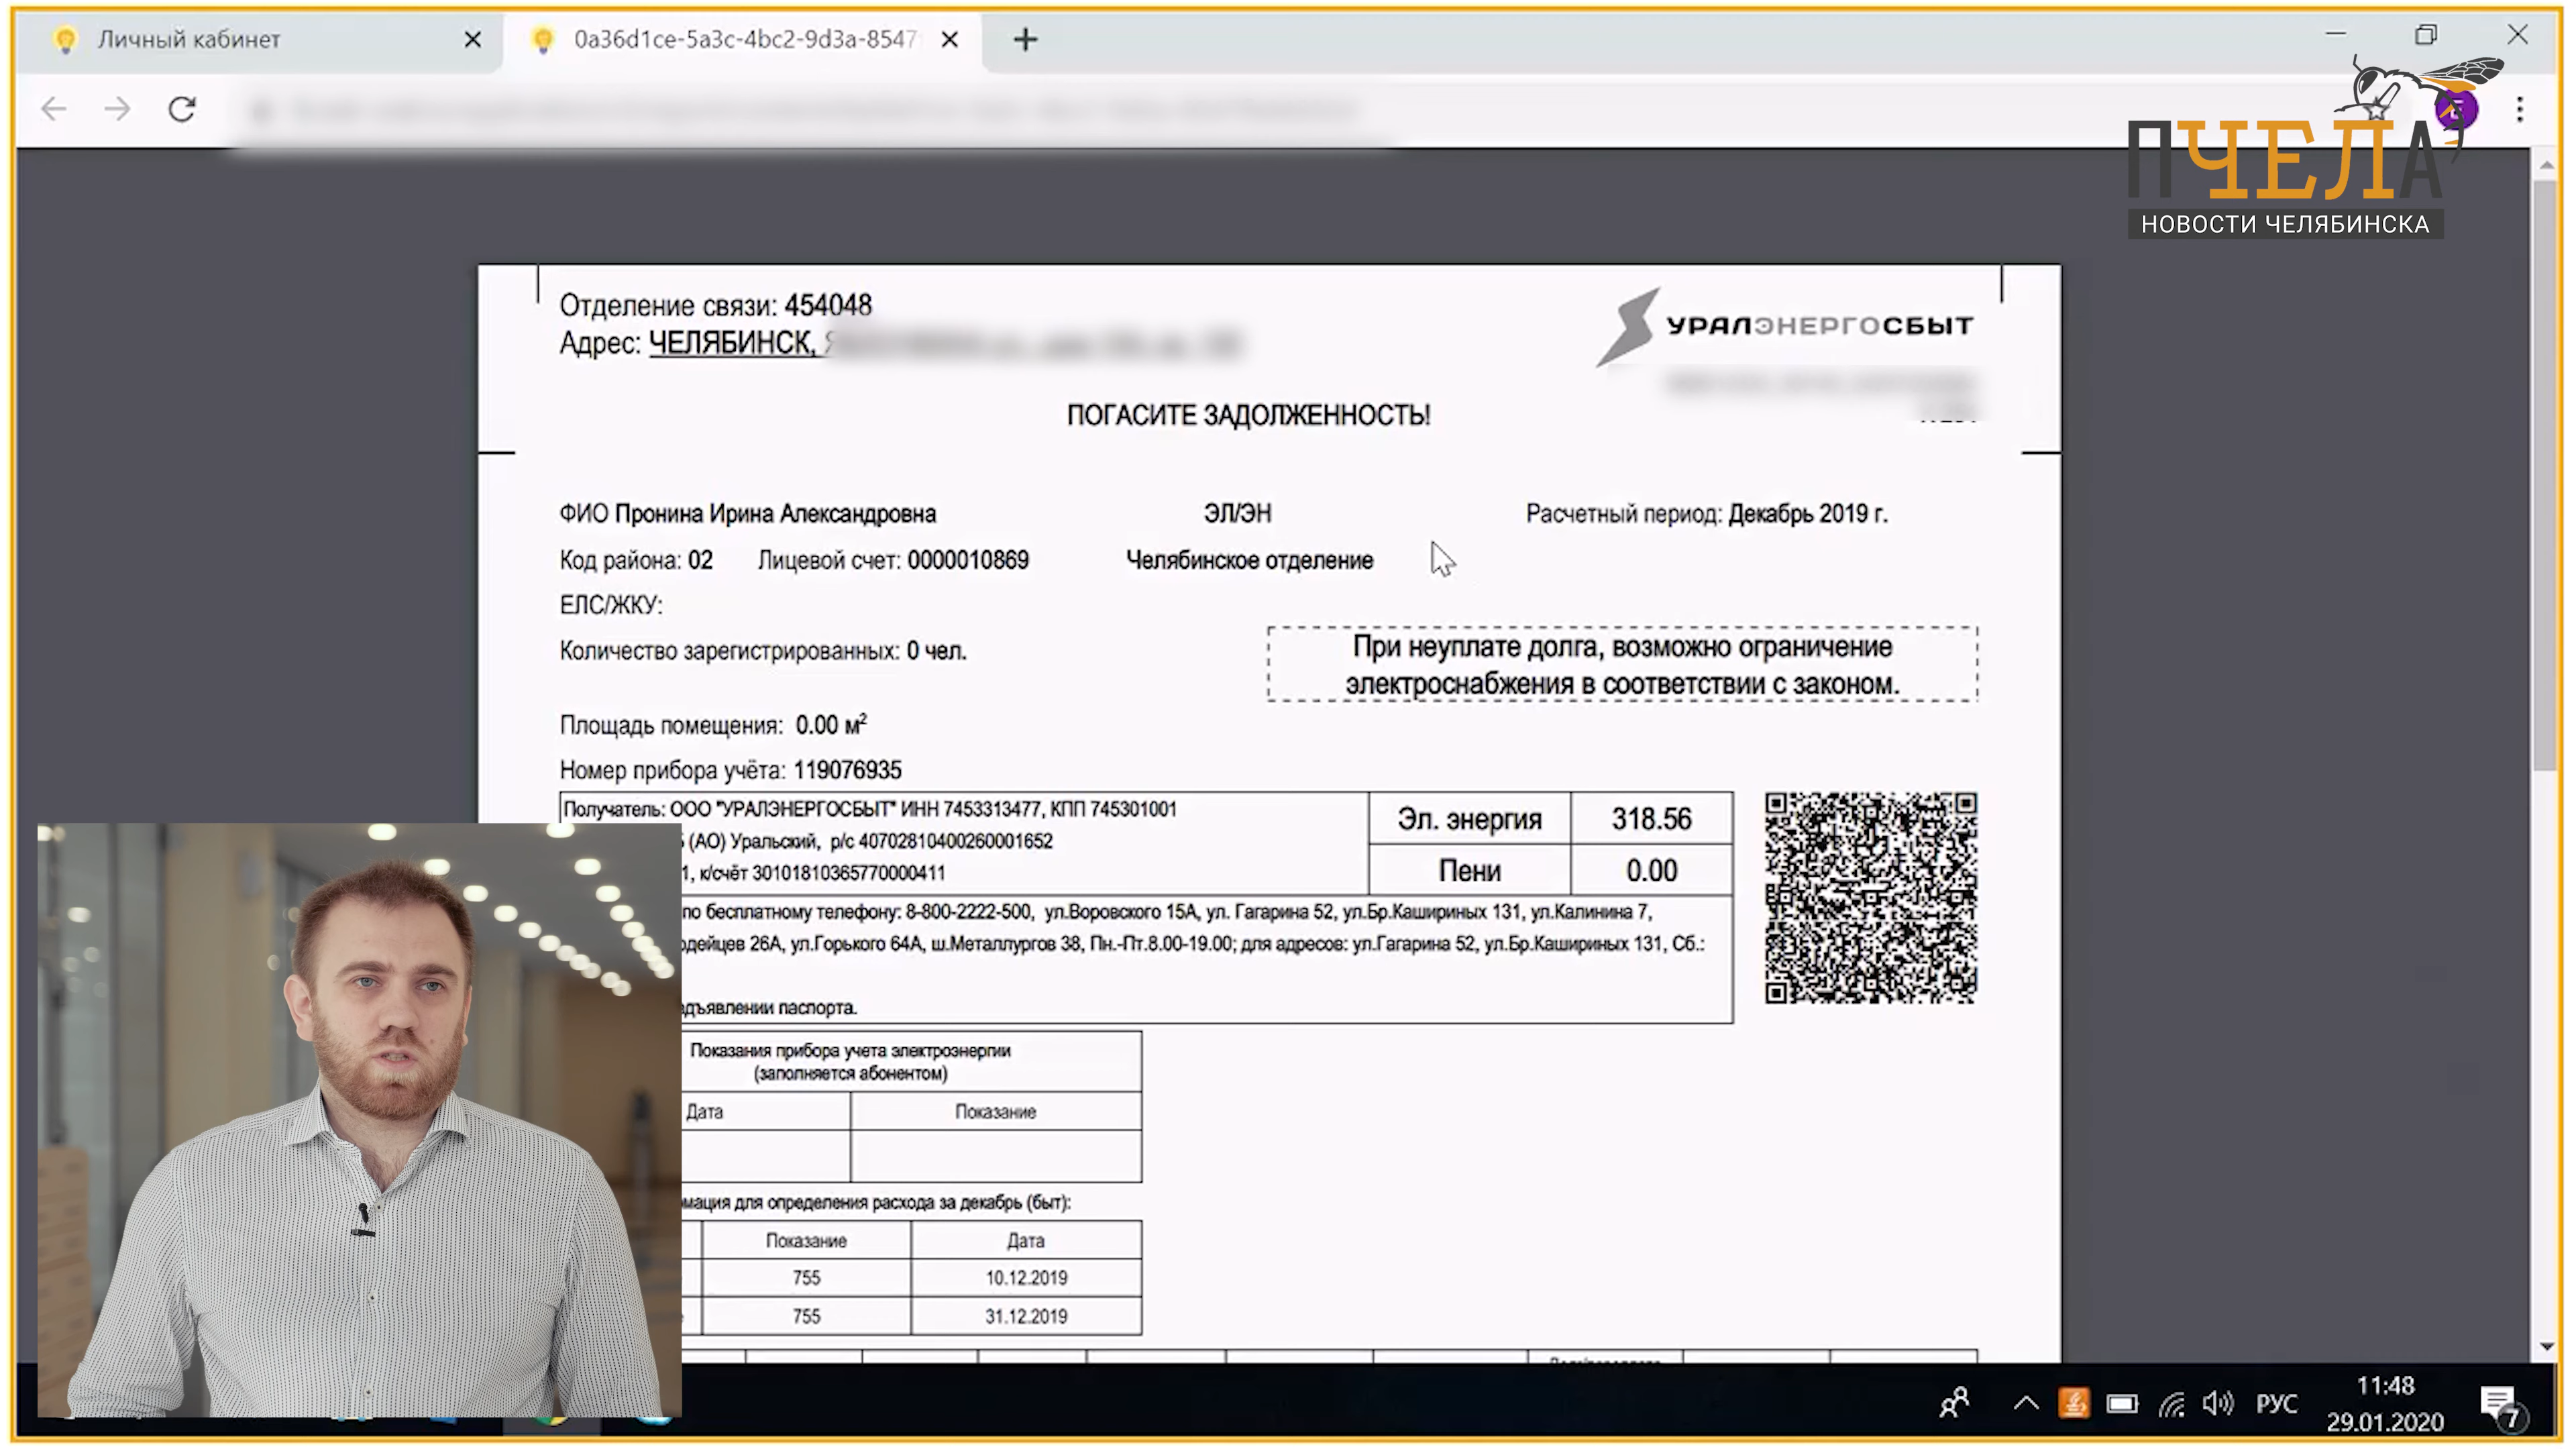 Личный кабинет
0a36d1ce-5a3c-4bc2-9d3a-8547
ПЧЕЛА
НОВОСТИ ЧЕЛЯБИНСКА
Отделение связи: 454048
Адрес: ЧЕЛЯБИНСК,
УРАЛЭНЕРГОСБЫТ
ПОГАСИТЕ ЗАДОЛЖЕННОСТЬ!
ФИО Пронина Ирина Александровна ЭЛ/ЭН Расчетный период: Декабрь 2019 г.
Код района: 02 Лицевой счет: 0000010869 Челябинское отделение
ЕЛС/ЖКУ:
Количество зарегистрированных: 0 чел.
При неуплате долга, возможно ограничение
электроснабжения в соответствии с законом.
Площадь помещения: 0.00 м²
Номер прибора учёта: 119076935
Получатель: ООО "УРАЛЭНЕРГОСБЫТ" ИНН 7453313477, КПП 745301001
(АО) Уральский, р/с 40702810400260001652
1, к/счёт 30101810365770000411
Эл. энергия 318.56
Пени 0.00
по бесплатному телефону: 8-800-2222-500, ул.Воровского 15А, ул. Гагарина 52, ул.Бр.Кашириных 131, ул.Калинина 7,
рдейцев 26А, ул.Горького 64А, ш.Металлургов 38, Пн.-Пт.8.00-19.00; для адресов: ул.Гагарина 52, ул.Бр.Кашириных 131, Сб.:
дъявлении паспорта.
Показания прибора учета электроэнергии
(заполняется абонентом)
Дата Показание
мация для определения расхода за декабрь (быт):
Показание Дата
755 10.12.2019
755 31.12.2019
РУС
11:48
29.01.2020
7